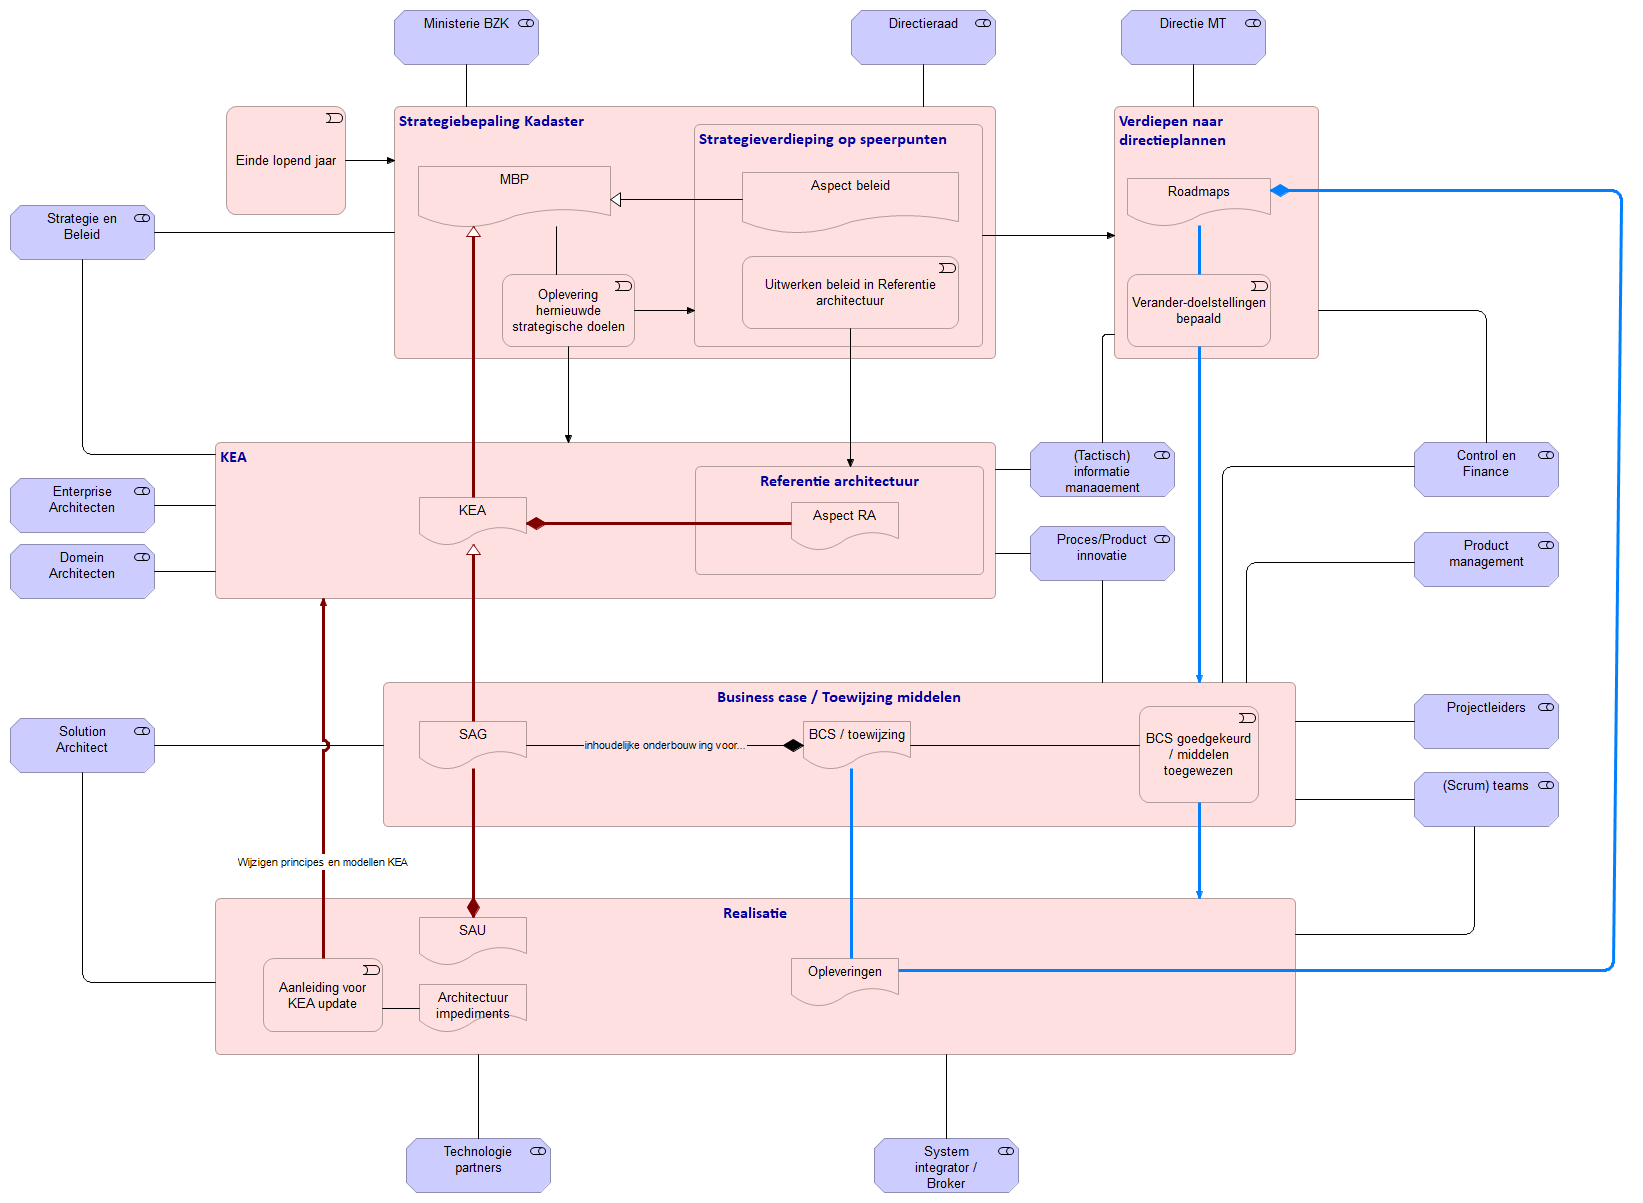 Ministerie BZK
Directieraad
Directie MT
Strategiebepaling Kadaster
Strategieverdieping op speerpunten
Verdiepen naar
directieplannen
Einde lopend jaar
MBP
Aspect beleid
Roadmaps
Strategie en
Beleid
Oplevering
hernieuwde
strategische doelen
Uitwerken beleid in Referentie
architectuur
Verander-doelstellingen
bepaald
KEA
Referentie architectuur
(Tactisch)
informatie
management
Control en
Finance
Enterprise
Architecten
KEA
Aspect RA
Domein
Architecten
Proces/Product
innovatie
Product
management
Business case / Toewijzing middelen
Solution
Architect
SAG
inhoudelijke onderbouwing voor...
BCS / toewijzing
BCS goedgekeurd
/ middelen
toegewezen
Projectleiders
(Scrum) teams
Wijzigen principes en modellen KEA
Realisatie
SAU
Aanleiding voor
KEA update
Architectuur
impediments
Opleveringen
Technologie
partners
System
integrator /
Broker